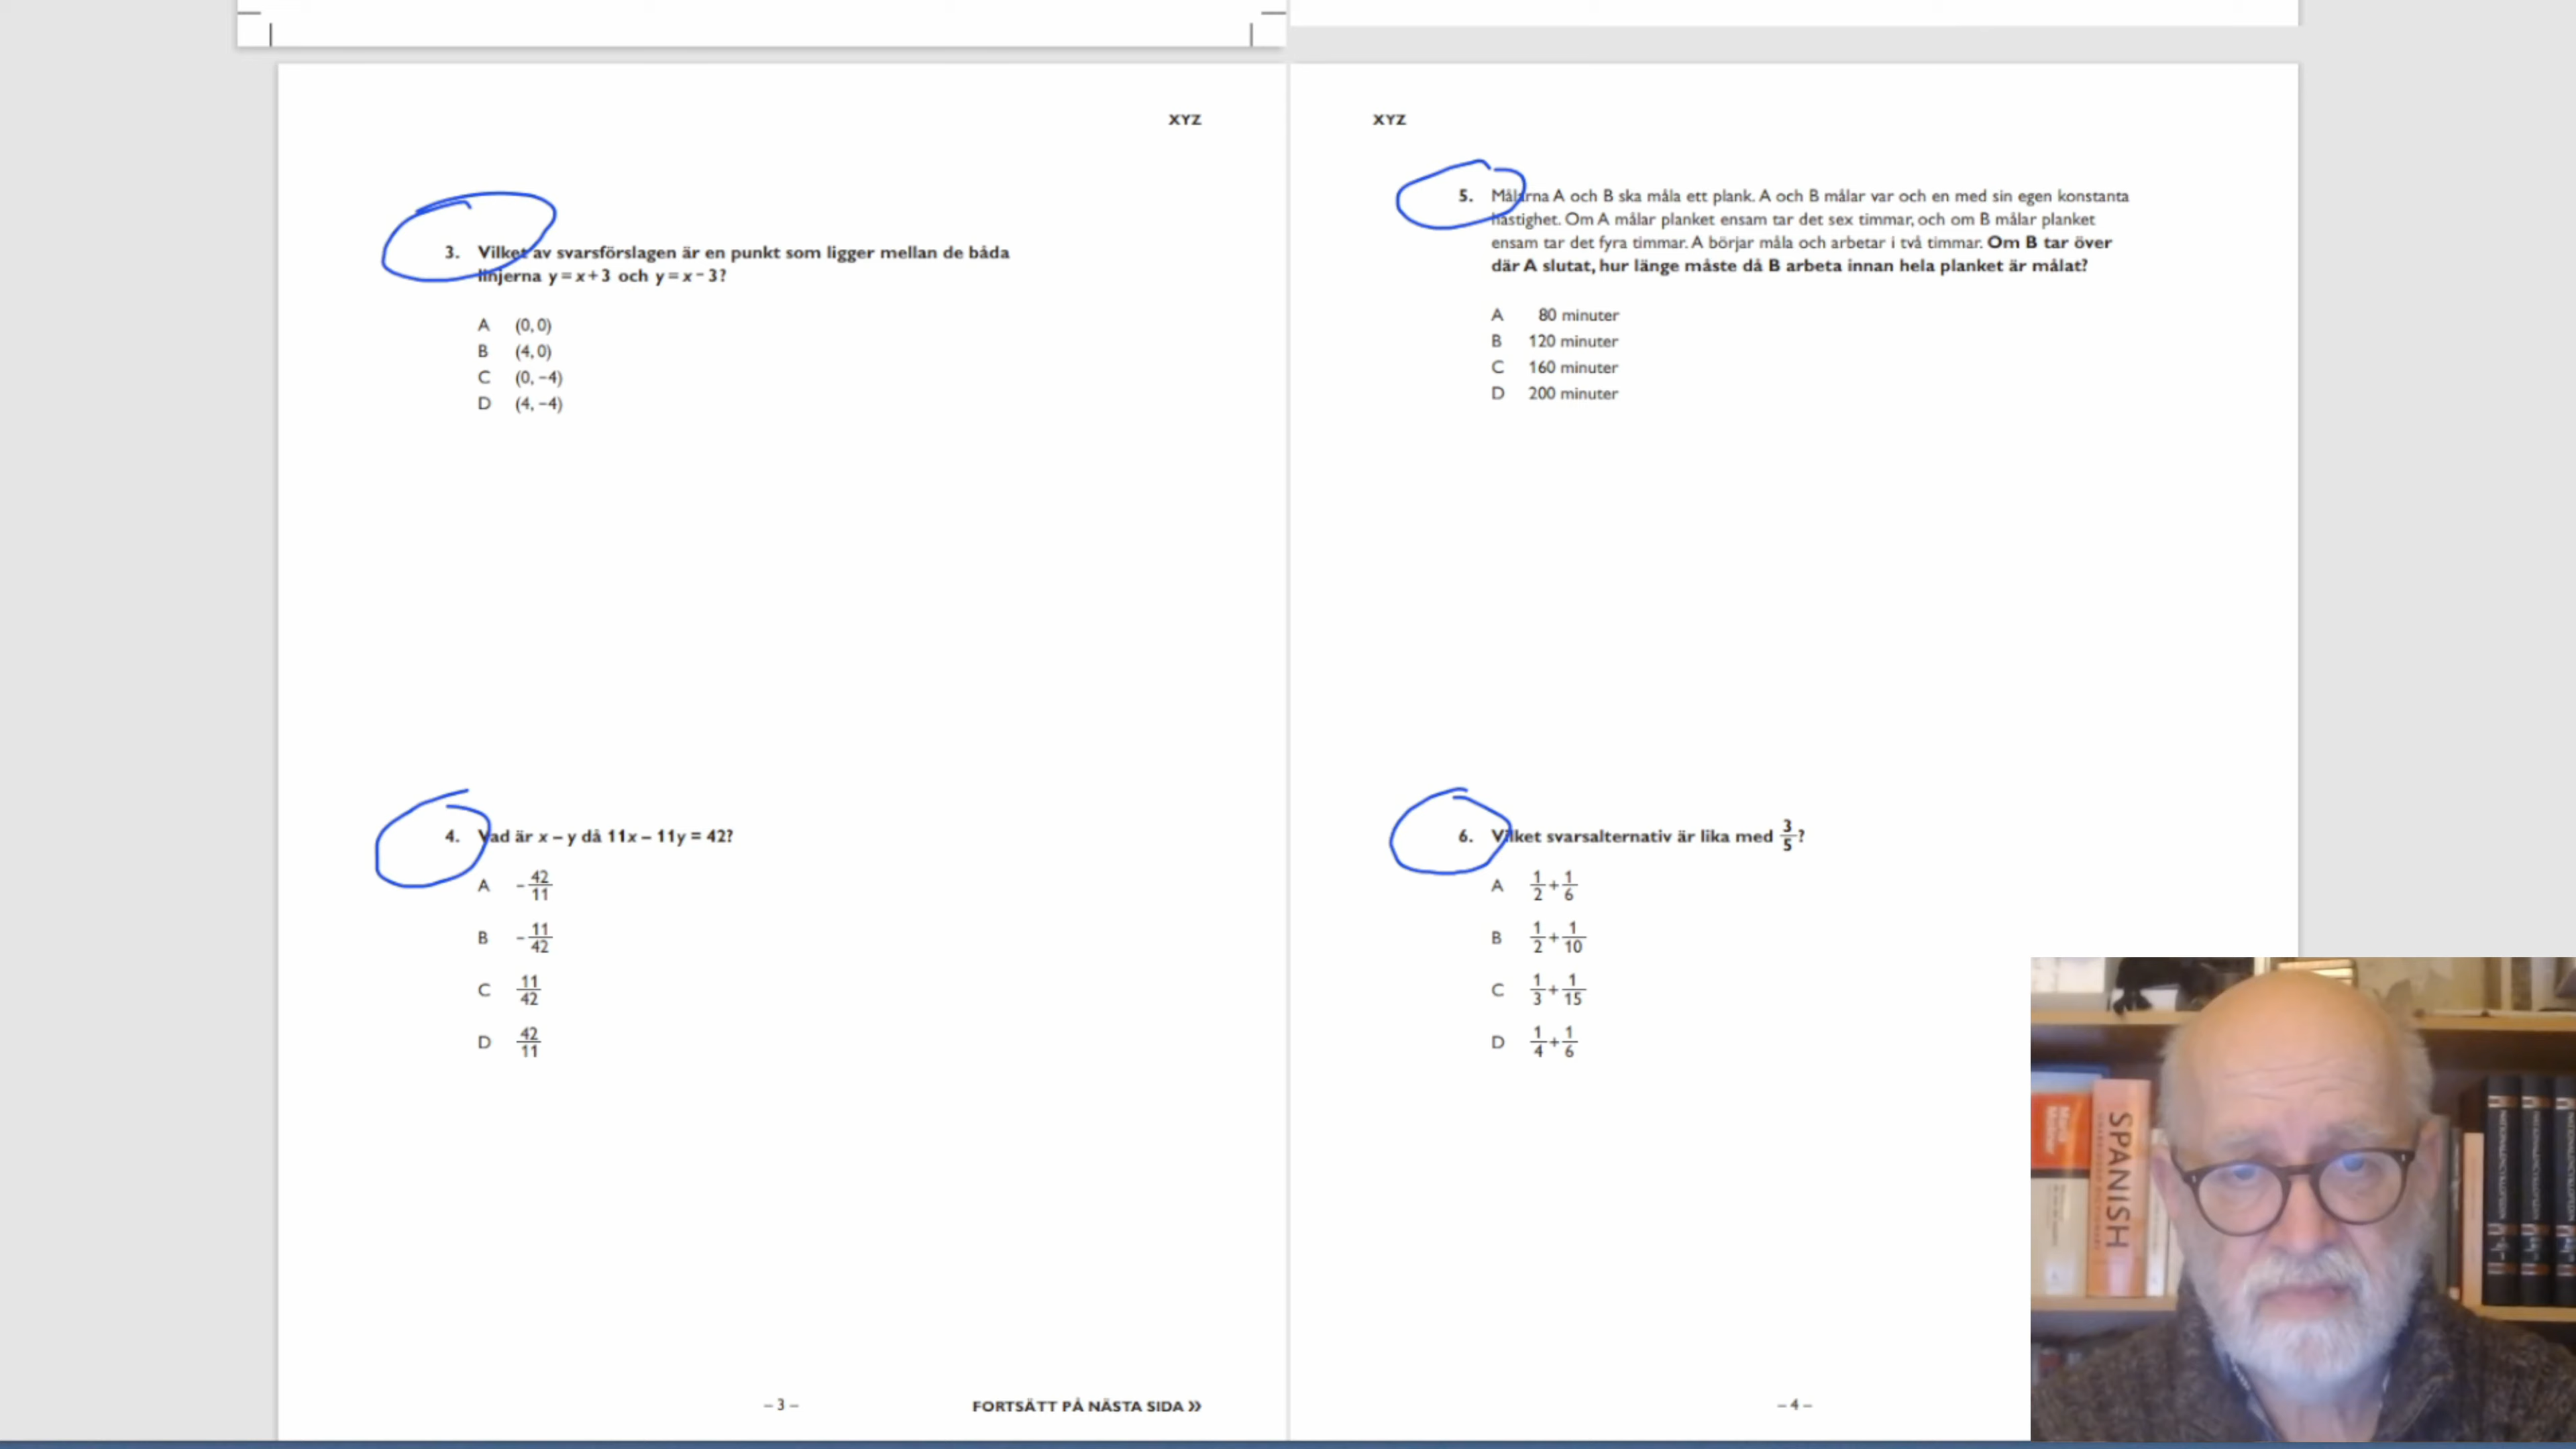 XYZ
3. Vilket av svarsförslagen är en punkt som ligger mellan de båda
linjerna y = x + 3 och y = x − 3?
A (0, 0)
B (4, 0)
C (0, −4)
D (4, −4)
4. Vad är x − y då 11x − 11y = 42?
A −42/11
B −11/42
C 11/42
D 42/11
− 3 −
FORTSÄTT PÅ NÄSTA SIDA »
XYZ
5. Målarna A och B ska måla ett plank. A och B målar var och en med sin egen konstanta
hastighet. Om A målar planket ensam tar det sex timmar, och om B målar planket
ensam tar det fyra timmar. A börjar måla och arbetar i två timmar. Om B tar över
där A slutat, hur länge måste då B arbeta innan hela planket är målat?
A 80 minuter
B 120 minuter
C 160 minuter
D 200 minuter
6. Vilket svarsalternativ är lika med 3/5?
A 1/2 + 1/6
B 1/2 + 1/10
C 1/3 + 1/15
D 1/4 + 1/6
− 4 −
SPANISH